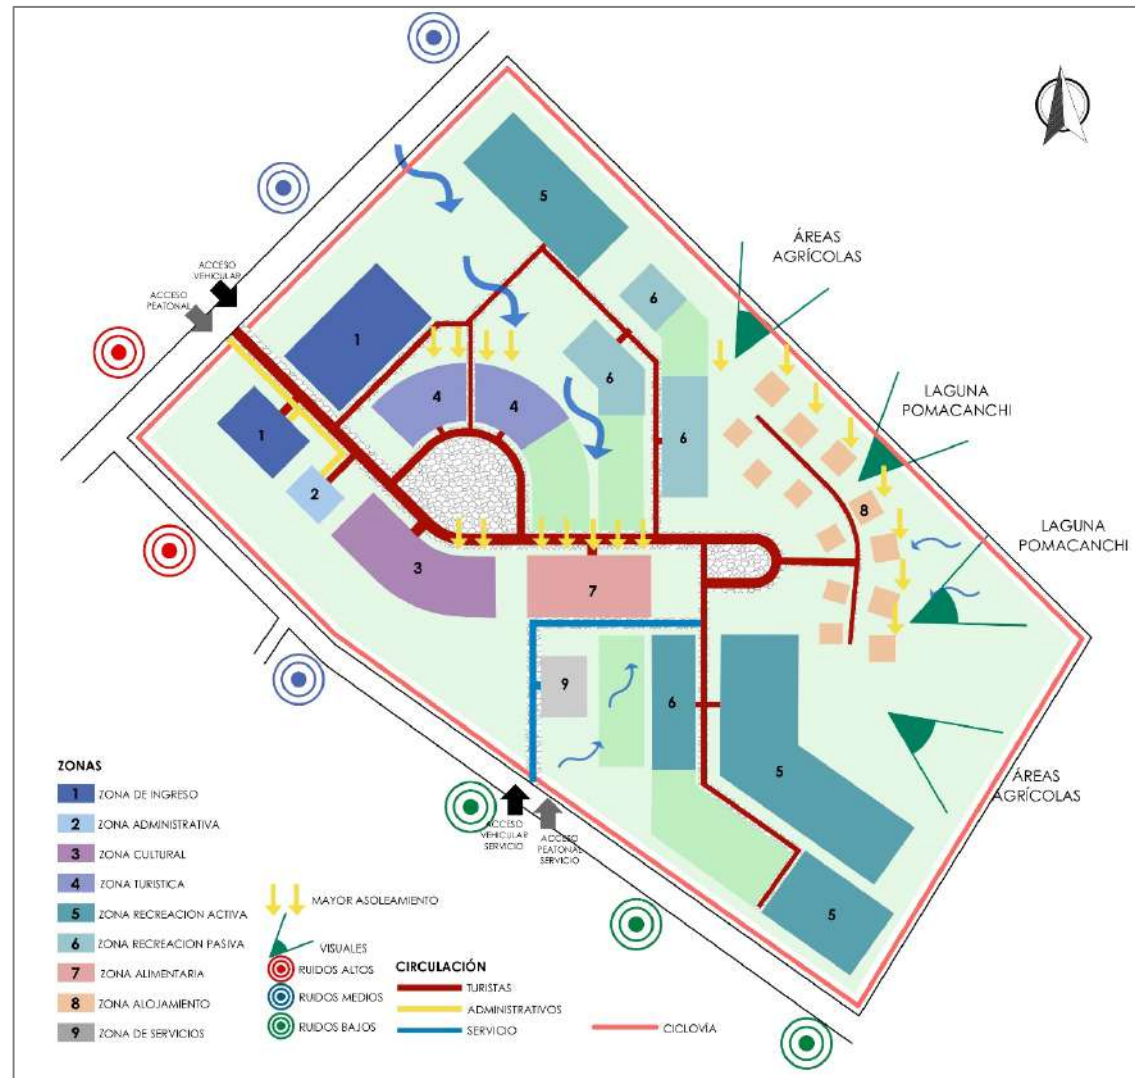 ÁREAS
AGRÍCOLAS
5
ACCESO
VEHICULAR
ACCESO
PEATONAL
6
1
6
LAGUNA
POMACANCHI
4
4
6
1
2
8
LAGUNA
POMACANCHI
3
7
9
6
5
ÁREAS
AGRÍCOLAS
ACCESO
VEHICULAR
SERVICIO
ACCESO
PEATONAL
SERVICIO
5
ZONAS
1 ZONA DE INGRESO
2 ZONA ADMINISTRATIVA
3 ZONA CULTURAL
4 ZONA TURISTICA
5 ZONA RECREACION ACTIVA
6 ZONA RECREACION PASIVA
7 ZONA ALIMENTARIA
8 ZONA ALOJAMIENTO
9 ZONA DE SERVICIOS
MAYOR ASOLEAMIENTO
VISUALES
RUIDOS ALTOS
RUIDOS MEDIOS
RUIDOS BAJOS
CIRCULACIÓN
TURISTAS
ADMINISTRATIVOS
SERVICIO
CICLOVÍA